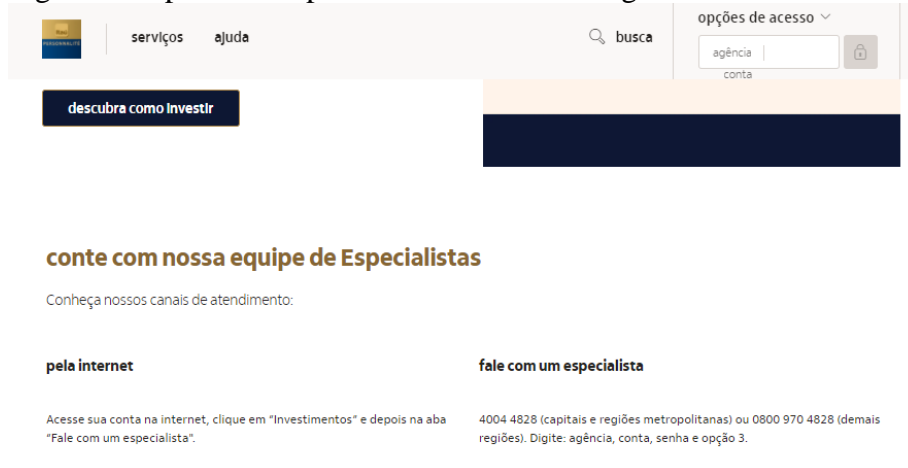 serviços ajuda busca opções de acesso
agência
conta
descubra como investir
conte com nossa equipe de Especialistas
Conheça nossos canais de atendimento:
pela internet
Acesse sua conta na internet, clique em "Investimentos" e depois na aba
"Fale com um especialista".
fale com um especialista
4004 4828 (capitais e regiões metropolitanas) ou 0800 970 4828 (demais
regiões). Digite: agência, conta, senha e opção 3.